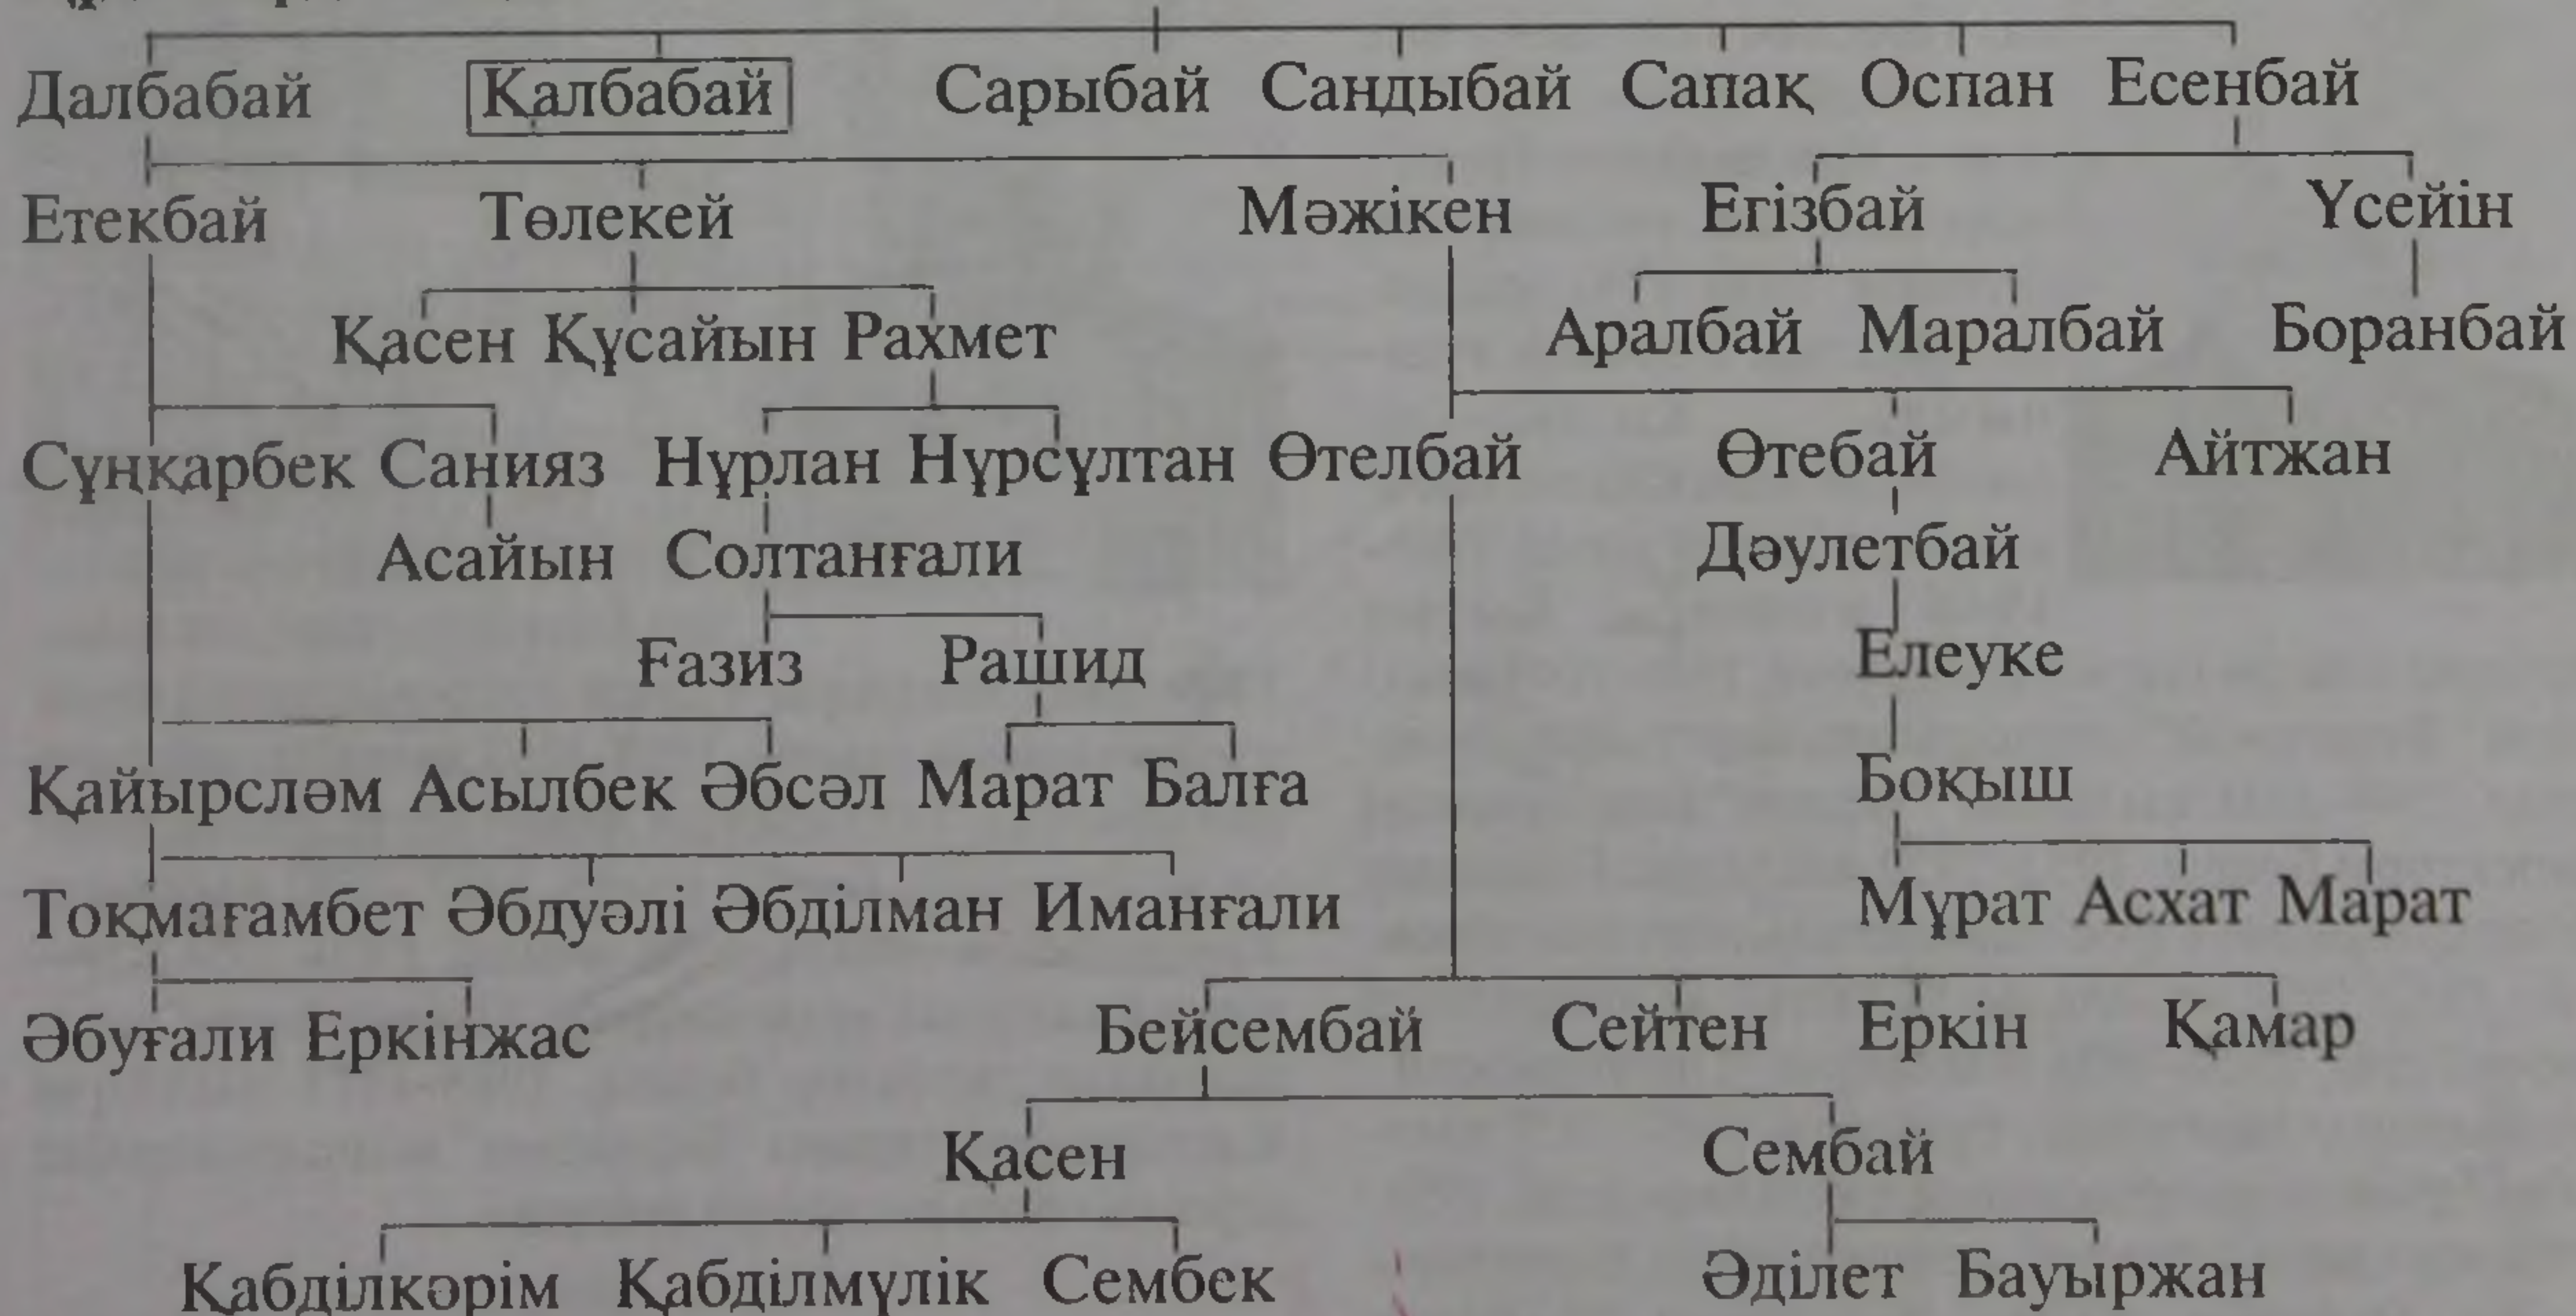 Далбабай Қалбабай Сарыбай Сандыбай Сапақ Оспан Есенбай
Етекбай Төлекей Мәжікен Егізбай Үсейін
Қасен Құсайын Рахмет Аралбай Маралбай Боранбай
Сұңқарбек Санияз Нұрлан Нұрсұлтан Өтелбай Өтебай Айтжан
Асайын Солтанғали Дәулетбай
Ғазиз Рашид Елеуке
Қайырсләм Асылбек Әбсәл Марат Балға Боқыш
Тоқмағамбет Әбдуәлі Әбділман Иманғали Мұрат Асхат Марат
Әбуғали Еркінжас Бейсембай Сейтен Еркін Қамар
Қасен Сембай
Қабділкәрім Қабділмүлік Сембек Әділет Бауыржан